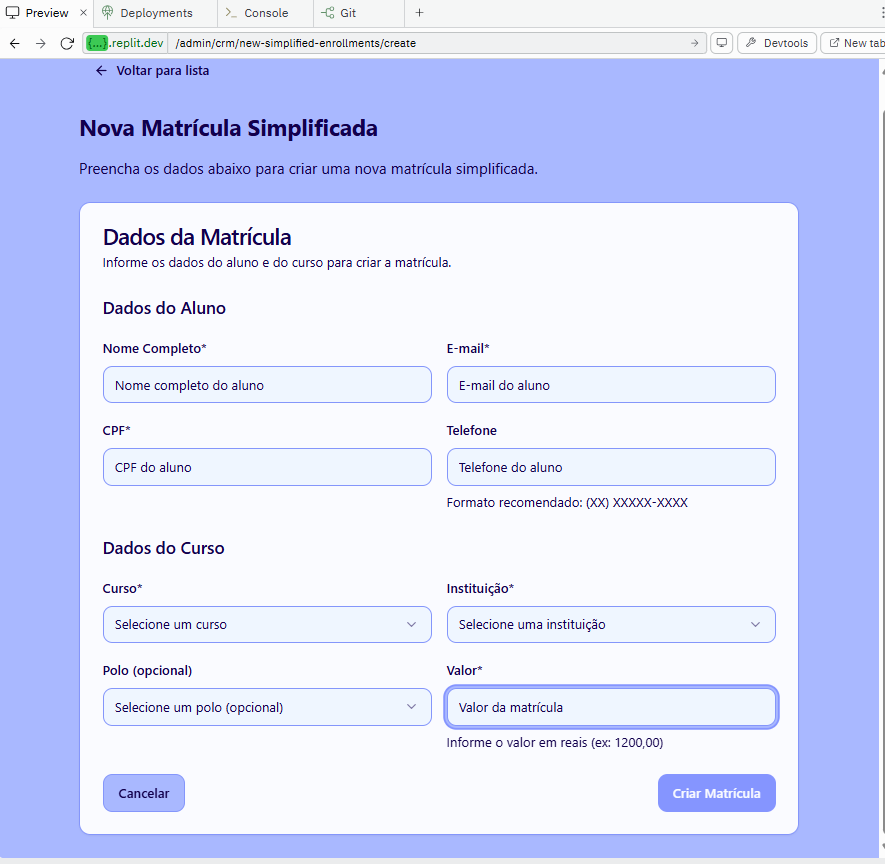 Preview × Deployments >_ Console Git +
{...}.replit.dev /admin/crm/new-simplified-enrollments/create → Devtools New tab
← Voltar para lista
Nova Matrícula Simplificada
Preencha os dados abaixo para criar uma nova matrícula simplificada.
Dados da Matrícula
Informe os dados do aluno e do curso para criar a matrícula.
Dados do Aluno
Nome Completo* E-mail*
Nome completo do aluno E-mail do aluno
CPF* Telefone
CPF do aluno Telefone do aluno
Formato recomendado: (XX) XXXXX-XXXX
Dados do Curso
Curso* Instituição*
Selecione um curso Selecione uma instituição
Polo (opcional) Valor*
Selecione um polo (opcional) Valor da matrícula
Informe o valor em reais (ex: 1200,00)
Cancelar Criar Matrícula